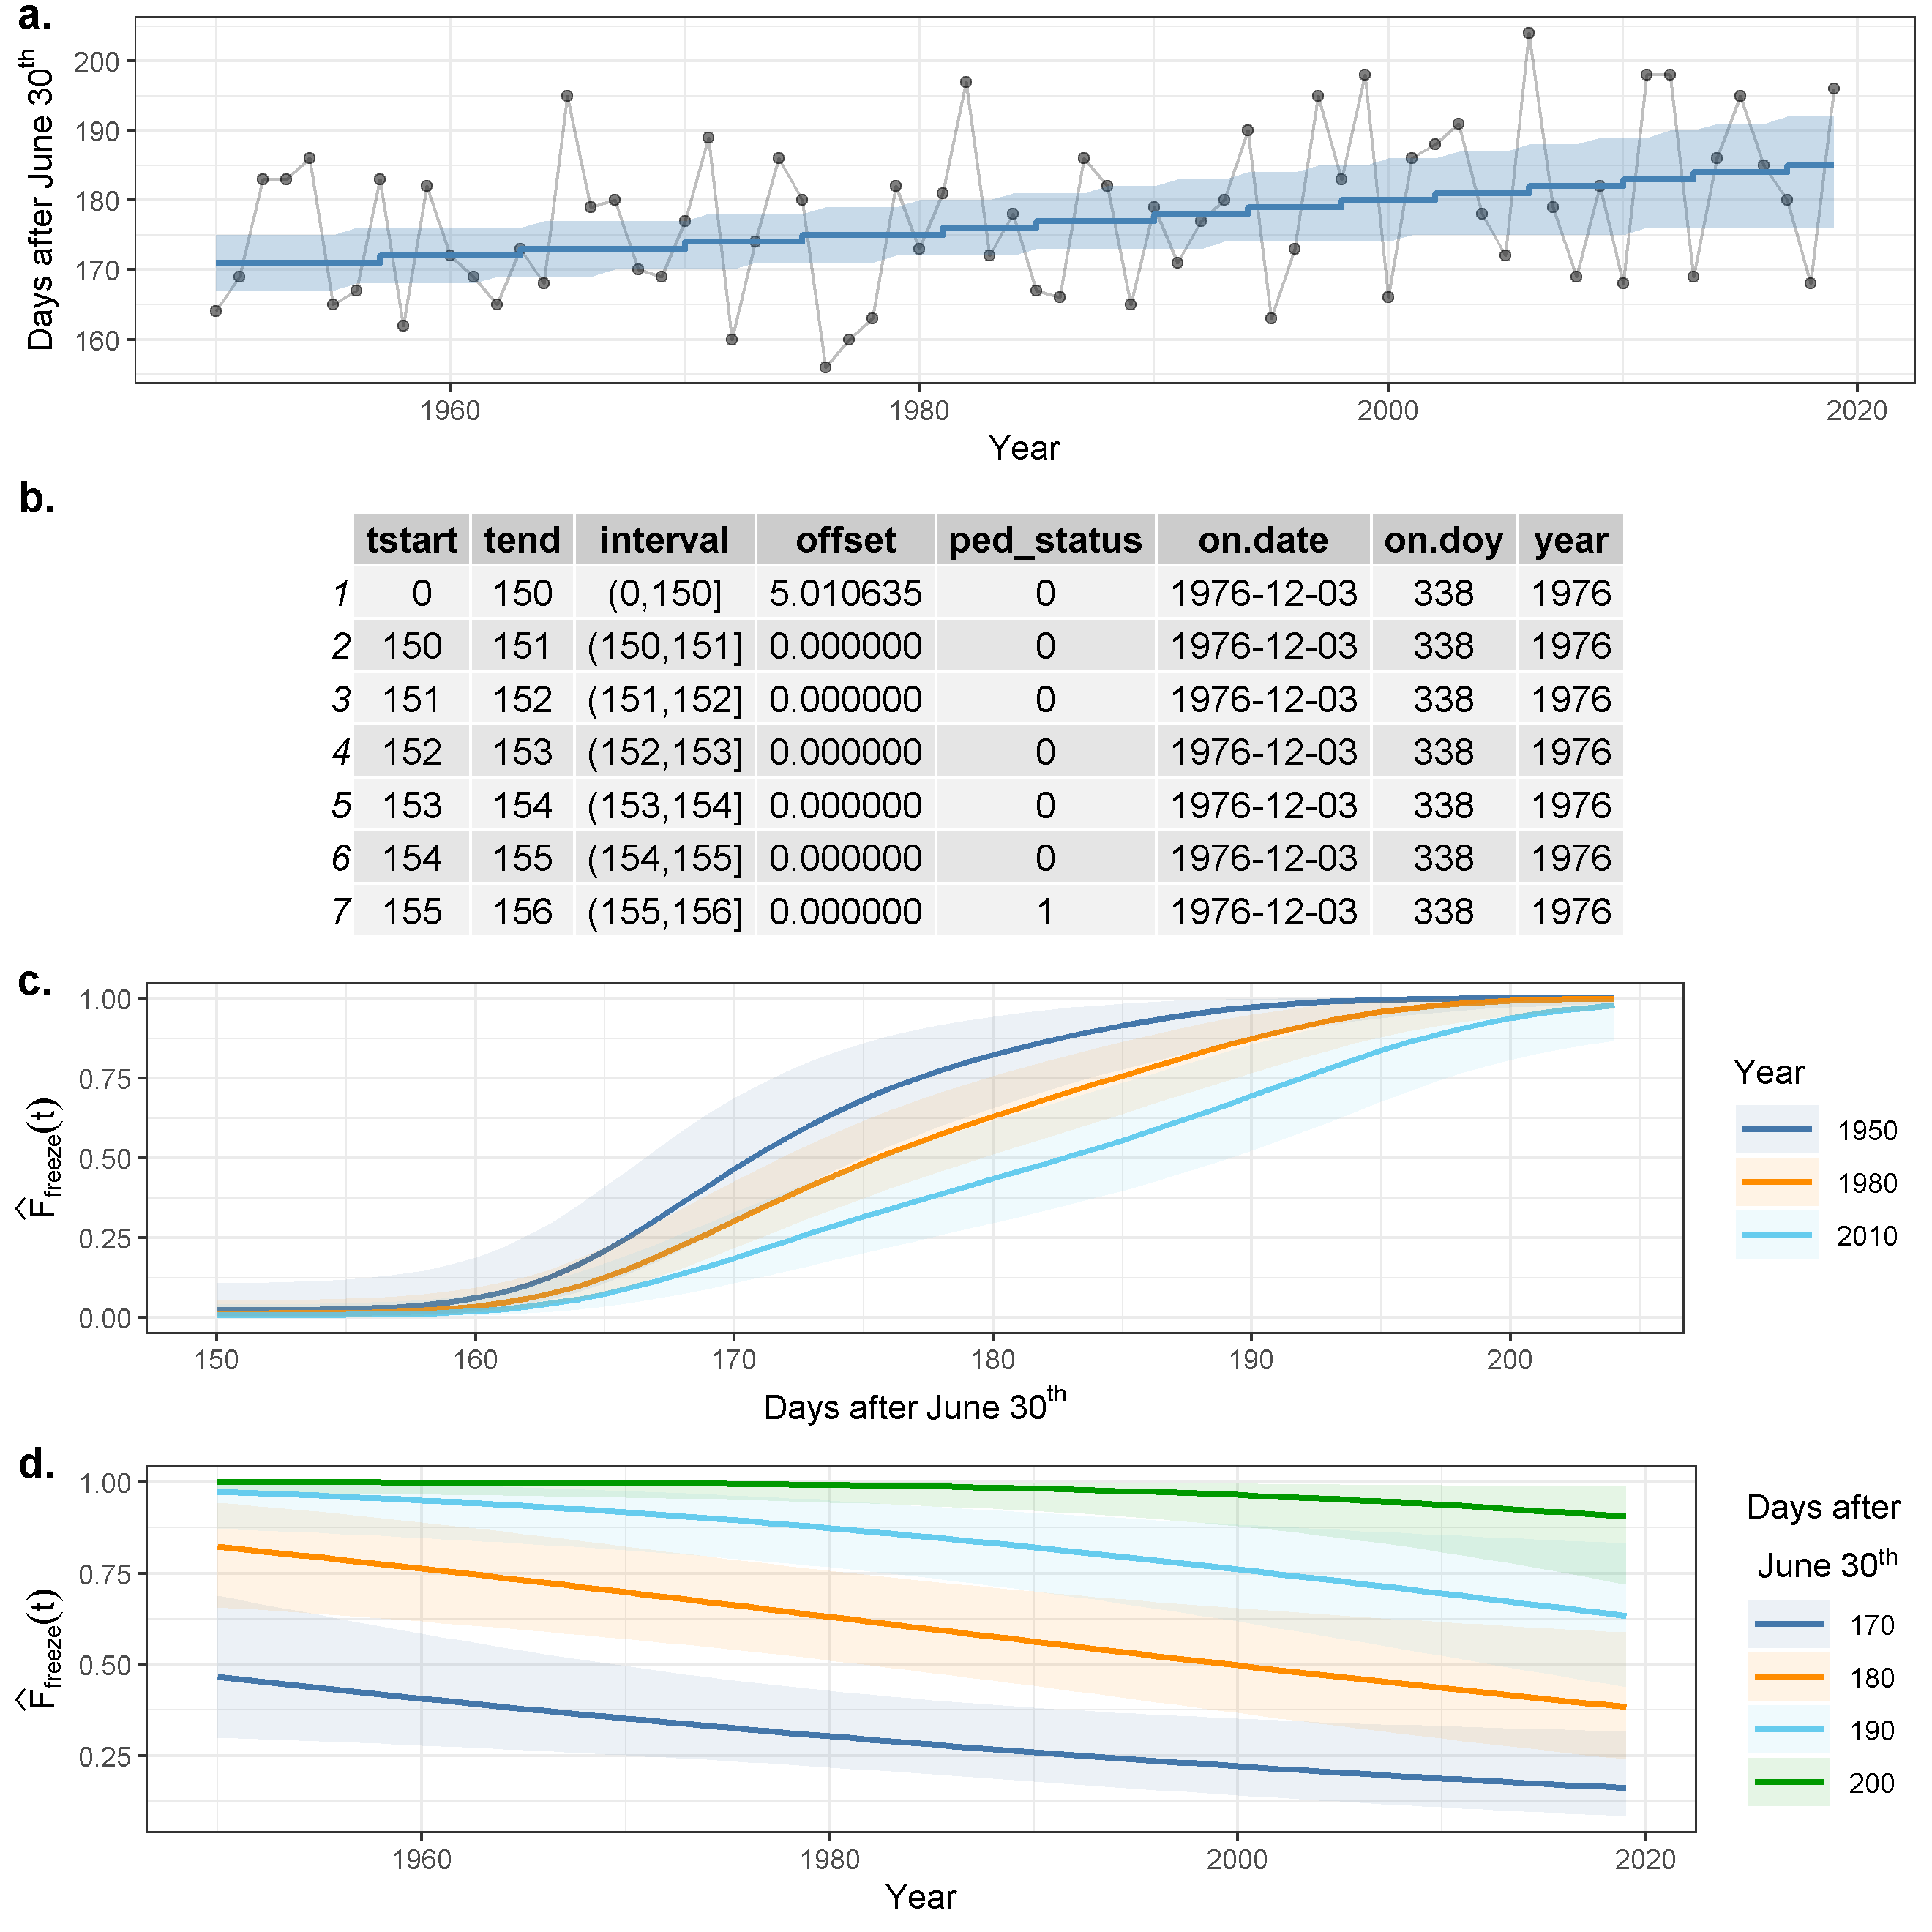 a.
Days after June 30th
200
190
180
170
160
1960 1980 2000 2020
Year
b.
tstart tend interval offset ped_status on.date on.doy year
1 0 150 (0,150] 5.010635 0 1976-12-03 338 1976
2 150 151 (150,151] 0.000000 0 1976-12-03 338 1976
3 151 152 (151,152] 0.000000 0 1976-12-03 338 1976
4 152 153 (152,153] 0.000000 0 1976-12-03 338 1976
5 153 154 (153,154] 0.000000 0 1976-12-03 338 1976
6 154 155 (154,155] 0.000000 0 1976-12-03 338 1976
7 155 156 (155,156] 0.000000 1 1976-12-03 338 1976
c.
F̂freeze(t)
1.00
0.75
0.50
0.25
0.00
150 160 170 180 190 200
Days after June 30th
Year
1950
1980
2010
d.
F̂freeze(t)
1.00
0.75
0.50
0.25
1960 1980 2000 2020
Year
Days after
June 30th
170
180
190
200